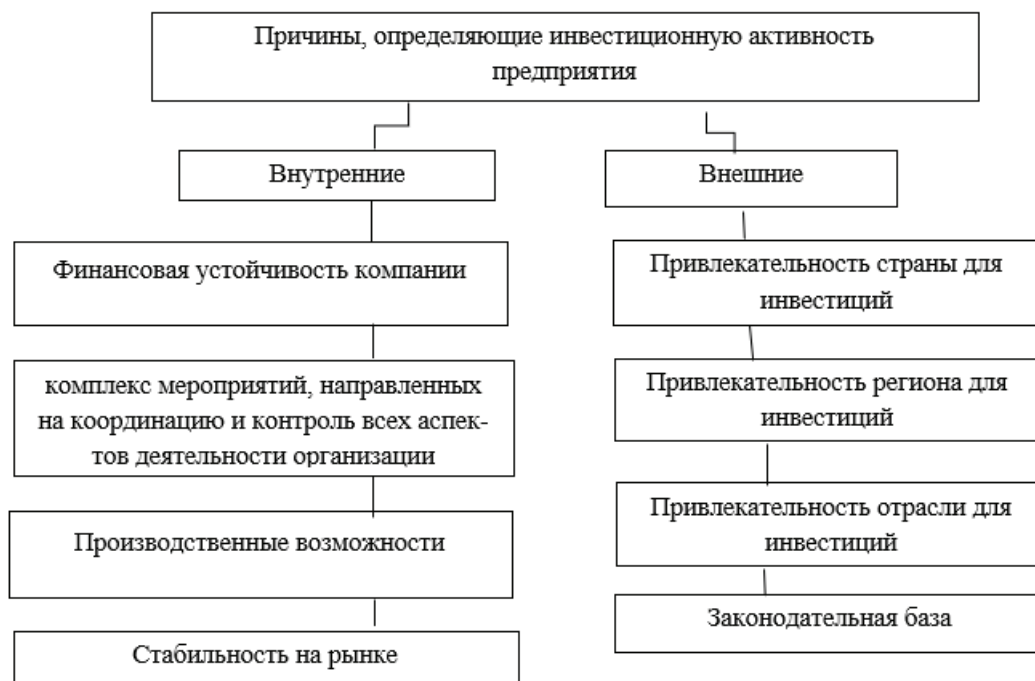 Причины, определяющие инвестиционную активность
предприятия
Внутренние
Внешние
Финансовая устойчивость компании
Привлекательность страны для
инвестиций
комплекс мероприятий, направленных
на координацию и контроль всех аспек-
тов деятельности организации
Привлекательность региона для
инвестиций
Производственные возможности
Привлекательность отрасли для
инвестиций
Стабильность на рынке
Законодательная база